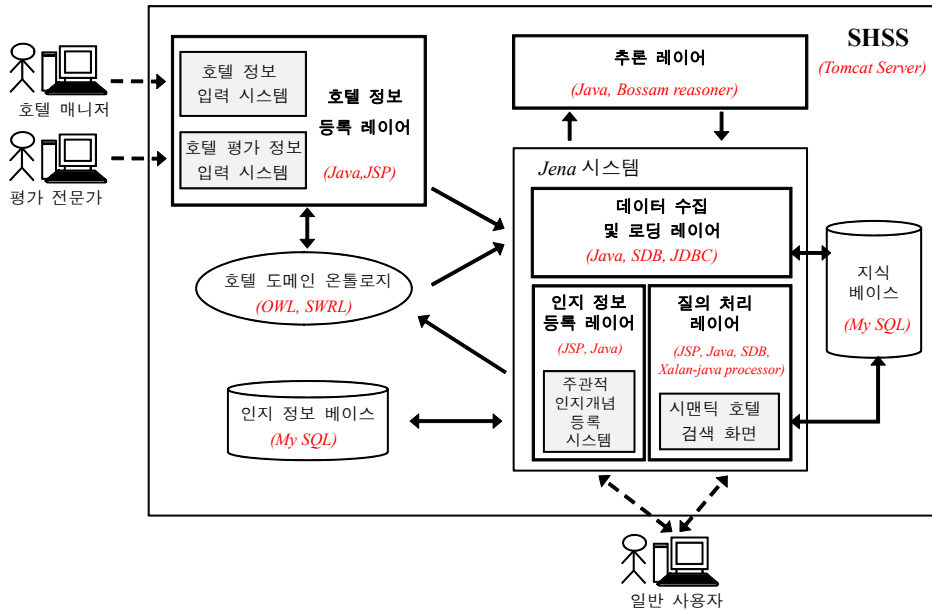 SHSS
(Tomcat Server)
호텔 매니저
평가 전문가
호텔 정보
입력 시스템
호텔 평가 정보
입력 시스템
호텔 정보
등록 레이어
(Java,JSP)
추론 레이어
(Java, Bossam reasoner)
Jena 시스템
데이터 수집
및 로딩 레이어
(Java, SDB, JDBC)
호텔 도메인 온톨로지
(OWL, SWRL)
인지 정보
등록 레이어
(JSP, Java)
주관적
인지개념
등록
시스템
질의 처리
레이어
(JSP, Java, SDB,
Xalan-java processor)
시맨틱 호텔
검색 화면
지식
베이스
(My SQL)
인지 정보 베이스
(My SQL)
일반 사용자